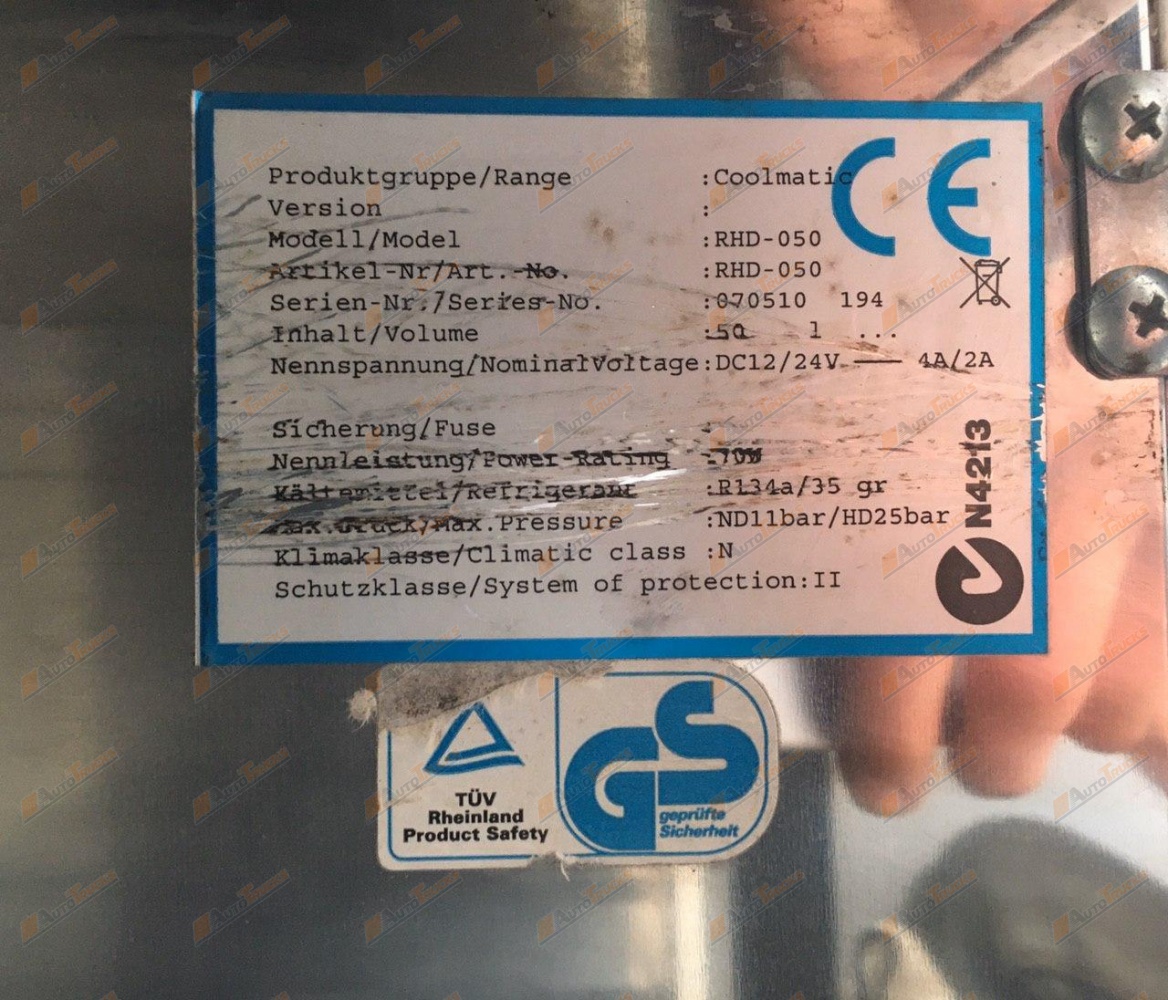 Produktgruppe/Range :Coolmatic
Version :
Modell/Model :RHD-050
Artikel-Nr/Art.-No. :RHD-050
Serien-Nr./Series-No. :070510 194
Inhalt/Volume :50 l ...
Nennspannung/NominalVoltage:DC12/24V 4A/2A
Sicherung/Fuse :
Nennleistung/Power Rating :70W
Kältemittel/Refrigerant :R134a/35 gr
Max.druck/Max.Pressure :ND11bar/HD25bar
Klimaklasse/Climatic class :N
Schutzklasse/System of protection:II
CE
N4213
TÜV
Rheinland
Product Safety
GS
geprüfte
Sicherheit
AutoTrucks